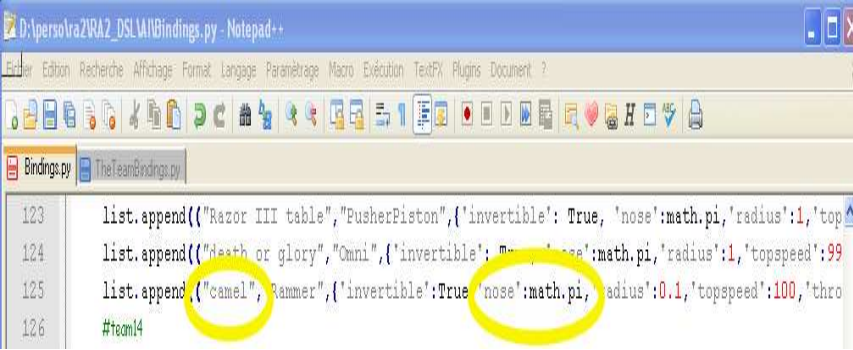 D:\perso\ra2\RA2_DSL\AI\Bindings.py - Notepad++
Fichier Edition Recherche Affichage Format Langage Paramètrage Macro Exécution TextFX Plugins Document ?
Bindings.py TheTeamBindings.py
123 list.append(("Razor III table","PusherPiston",{'invertible': True, 'nose':math.pi,'radius':1,'top
124 list.append(("death or glory","Omni",{'invertible': True, 'nose':math.pi,'radius':1,'topspeed':99
125 list.append(("camel","Rammer",{'invertible':True,'nose':math.pi,'radius':0.1,'topspeed':100,'thro
126 #team14